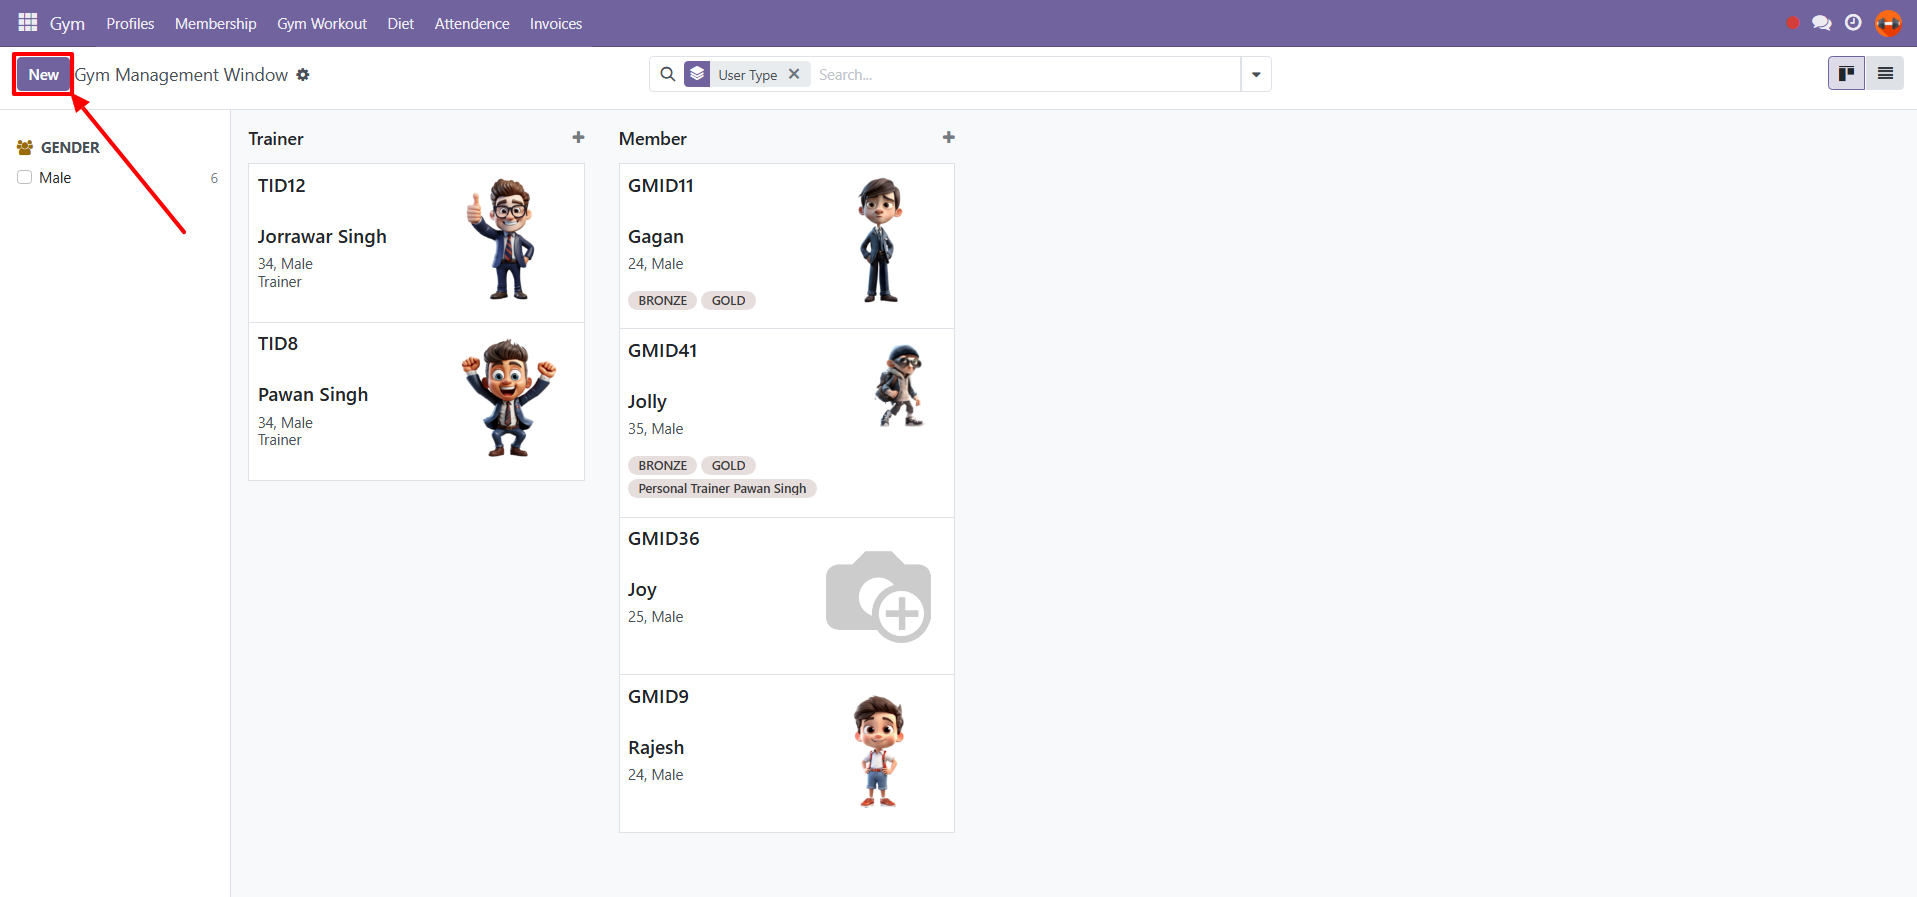 Gym Profiles Membership Gym Workout Diet Attendence Invoices
New Gym Management Window User Type Search...
GENDER
Male 6
Trainer
TID12
Jorrawar Singh
34, Male
Trainer
TID8
Pawan Singh
34, Male
Trainer
Member
GMID11
Gagan
24, Male
BRONZE GOLD
GMID41
Jolly
35, Male
BRONZE GOLD
Personal Trainer Pawan Singh
GMID36
Joy
25, Male
GMID9
Rajesh
24, Male